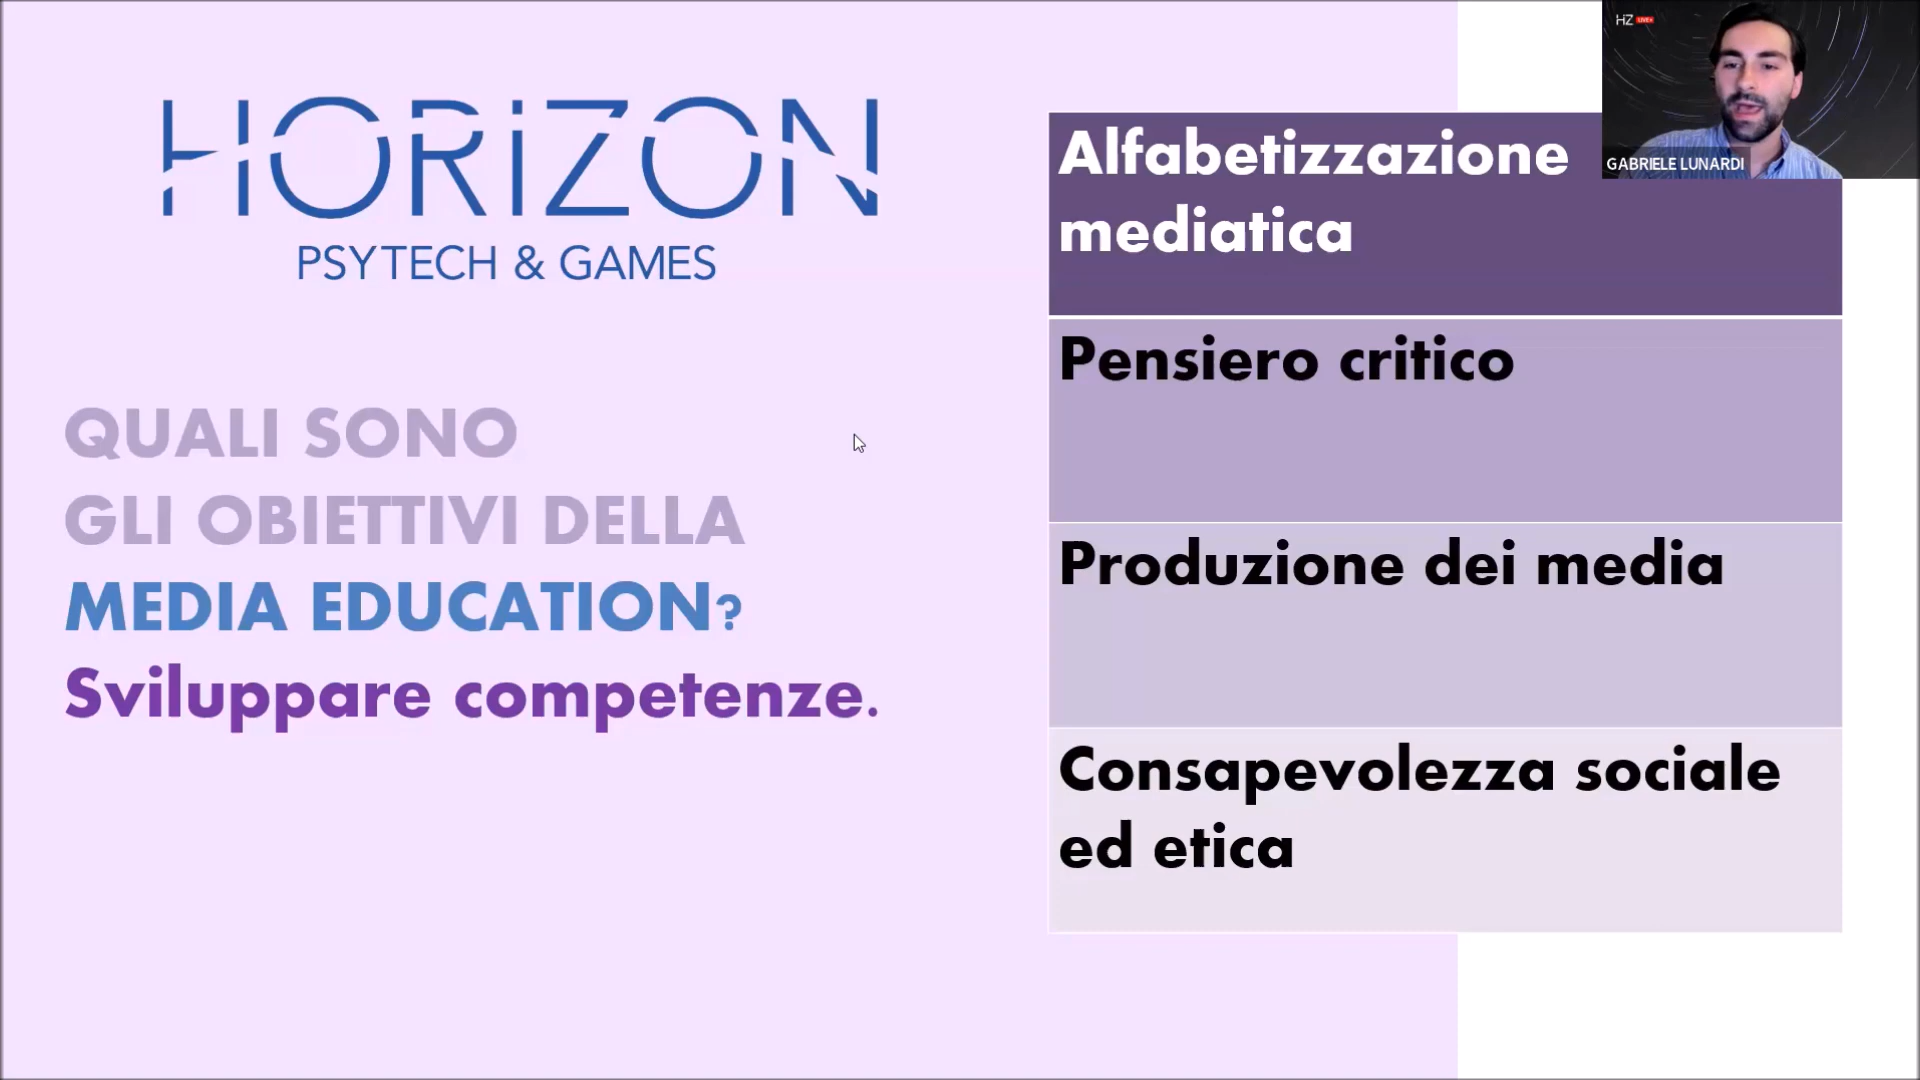 HORIZON
PSYTECH & GAMES
QUALI SONO
GLI OBIETTIVI DELLA
MEDIA EDUCATION?
Sviluppare competenze.
Alfabetizzazione
mediatica
Pensiero critico
Produzione dei media
Consapevolezza sociale
ed etica
HZ LIVE+
GABRIELE LUNARDI